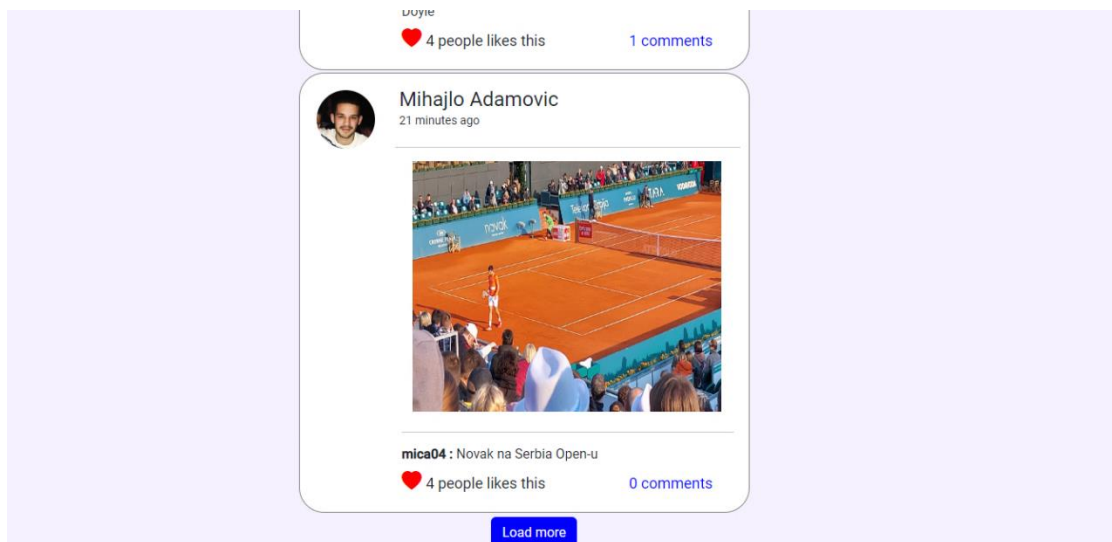 Doyle
4 people likes this
1 comments
Mihajlo Adamovic
21 minutes ago
novak
mica04 : Novak na Serbia Open-u
4 people likes this
0 comments
Load more